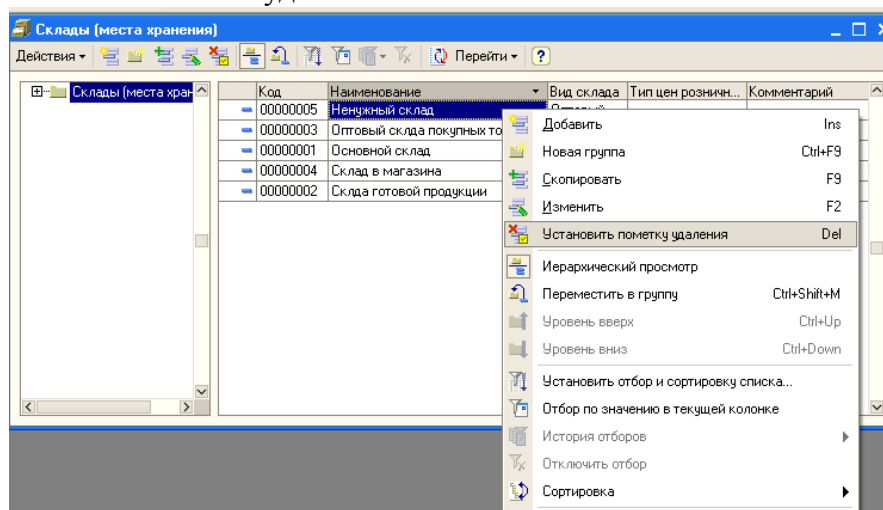 Склады (места хранения)
Действия Перейти ?
Склады (места хран
Код Наименование Вид склада Тип цен розничн... Комментарий
00000005 Ненужный склад
00000003 Оптовый склда покупных то
00000001 Основной склад
00000004 Склад в магазина
00000002 Склда готовой продукции
Добавить Ins
Новая группа Ctrl+F9
Скопировать F9
Изменить F2
Установить пометку удаления Del
Иерархический просмотр
Переместить в группу Ctrl+Shift+M
Уровень вверх Ctrl+Up
Уровень вниз Ctrl+Down
Установить отбор и сортировку списка...
Отбор по значению в текущей колонке
История отборов
Отключить отбор
Сортировка